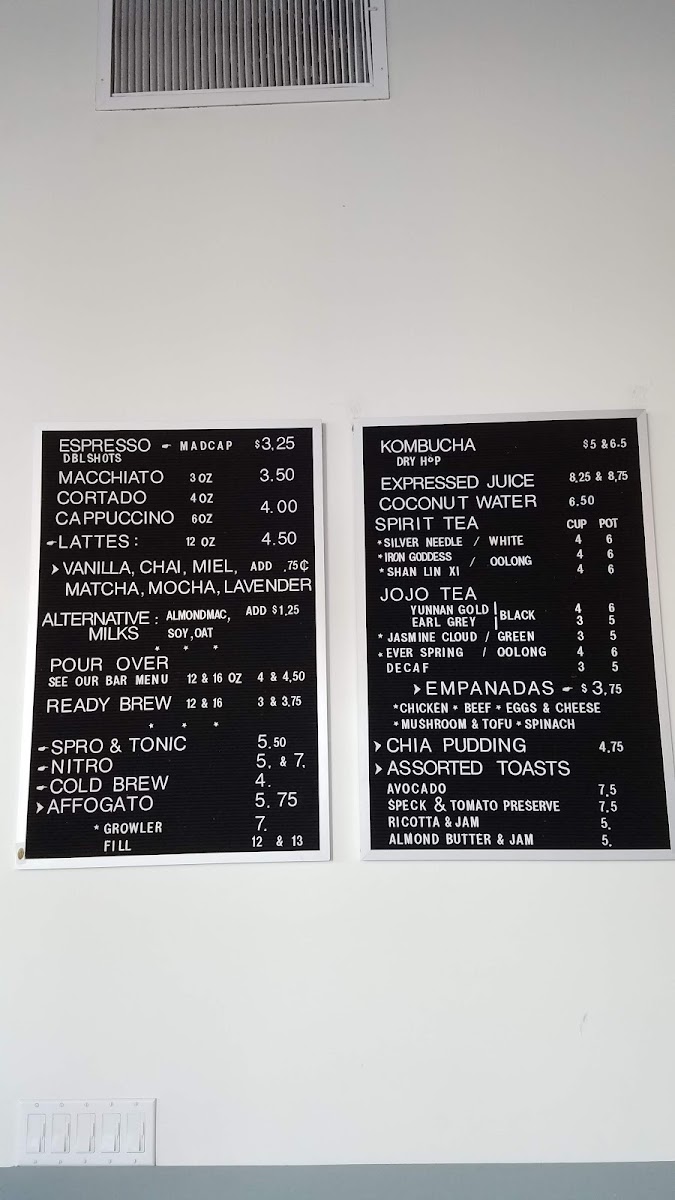 ESPRESSO ☛ MADCAP $3.25
DBL SHOTS
MACCHIATO 3 OZ 3.50
CORTADO 4 OZ
CAPPUCCINO 6 OZ 4.00
☛LATTES: 12 OZ 4.50
➤VANILLA, CHAI, MIEL, ADD .75¢
MATCHA, MOCHA, LAVENDER
ALTERNATIVE: ALMONDMAC, ADD $1.25
MILKS SOY, OAT
* * *
POUR OVER
SEE OUR BAR MENU 12 & 16 OZ 4 & 4.50
READY BREW 12 & 16 3 & 3.75
* * *
☛SPRO & TONIC 5.50
☛NITRO 5. & 7.
☛COLD BREW 4.
➤AFFOGATO 5.75
*GROWLER 7.
FILL 12 & 13
KOMBUCHA $5 & 6.5
DRY HOP
EXPRESSED JUICE 8.25 & 8.75
COCONUT WATER 6.50
SPIRIT TEA CUP POT
*SILVER NEEDLE / WHITE 4 6
*IRON GODDESS 4 6
/ OOLONG
*SHAN LIN XI 4 6
JOJO TEA
YUNNAN GOLD 4 6
BLACK
EARL GREY 3 5
*JASMINE CLOUD / GREEN 3 5
*EVER SPRING / OOLONG 4 6
DECAF 3 5
➤EMPANADAS ☛ $3.75
*CHICKEN * BEEF * EGGS & CHEESE
*MUSHROOM & TOFU * SPINACH
➤CHIA PUDDING 4.75
➤ASSORTED TOASTS
AVOCADO 7.5
SPECK & TOMATO PRESERVE 7.5
RICOTTA & JAM 5.
ALMOND BUTTER & JAM 5.